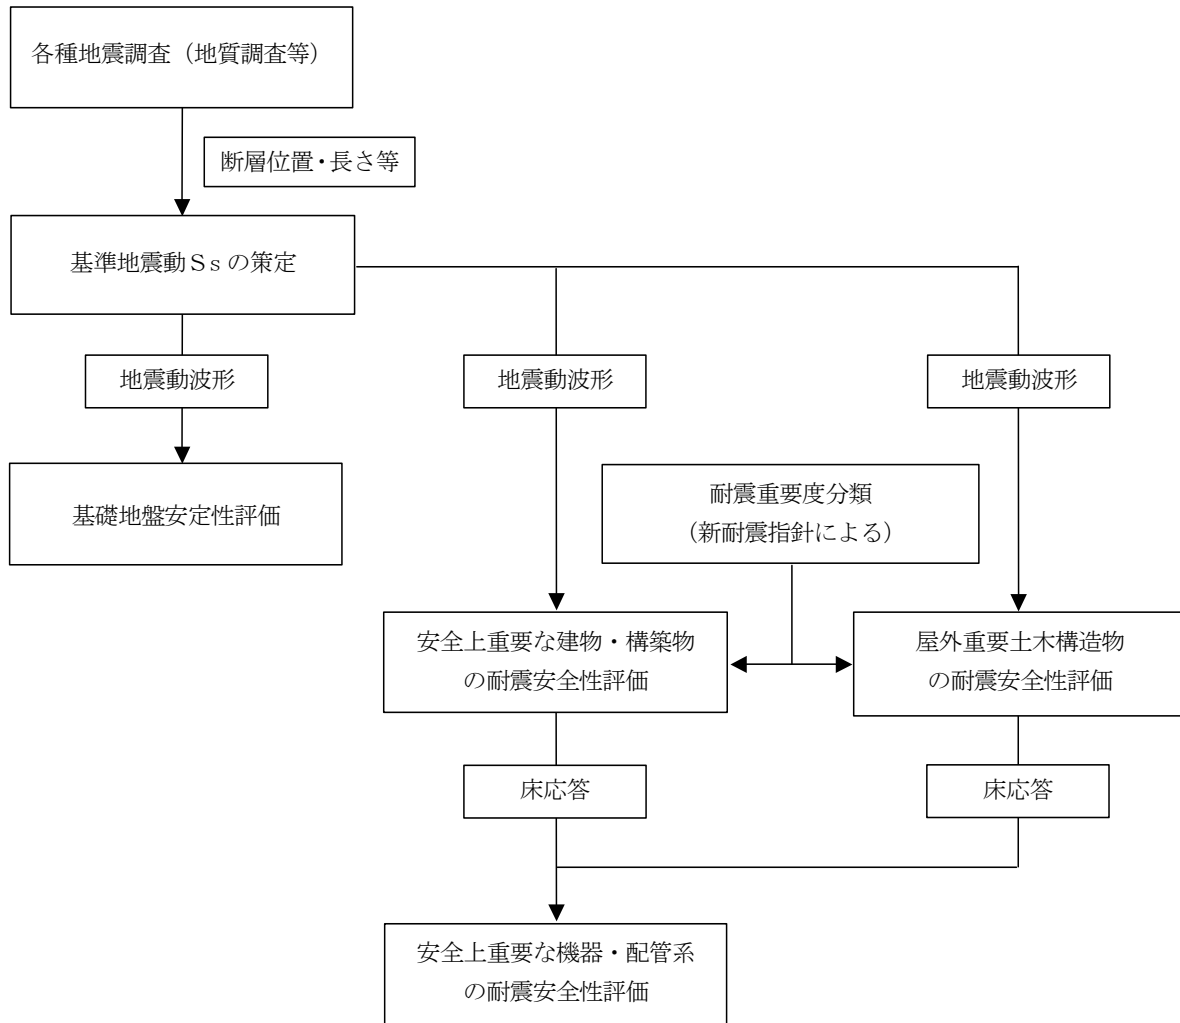 各種地震調査（地質調査等）
断層位置・長さ等
基準地震動Ｓｓの策定
地震動波形
地震動波形
地震動波形
基礎地盤安定性評価
耐震重要度分類
（新耐震指針による）
安全上重要な建物・構築物
の耐震安全性評価
屋外重要土木構造物
の耐震安全性評価
床応答
床応答
安全上重要な機器・配管系
の耐震安全性評価